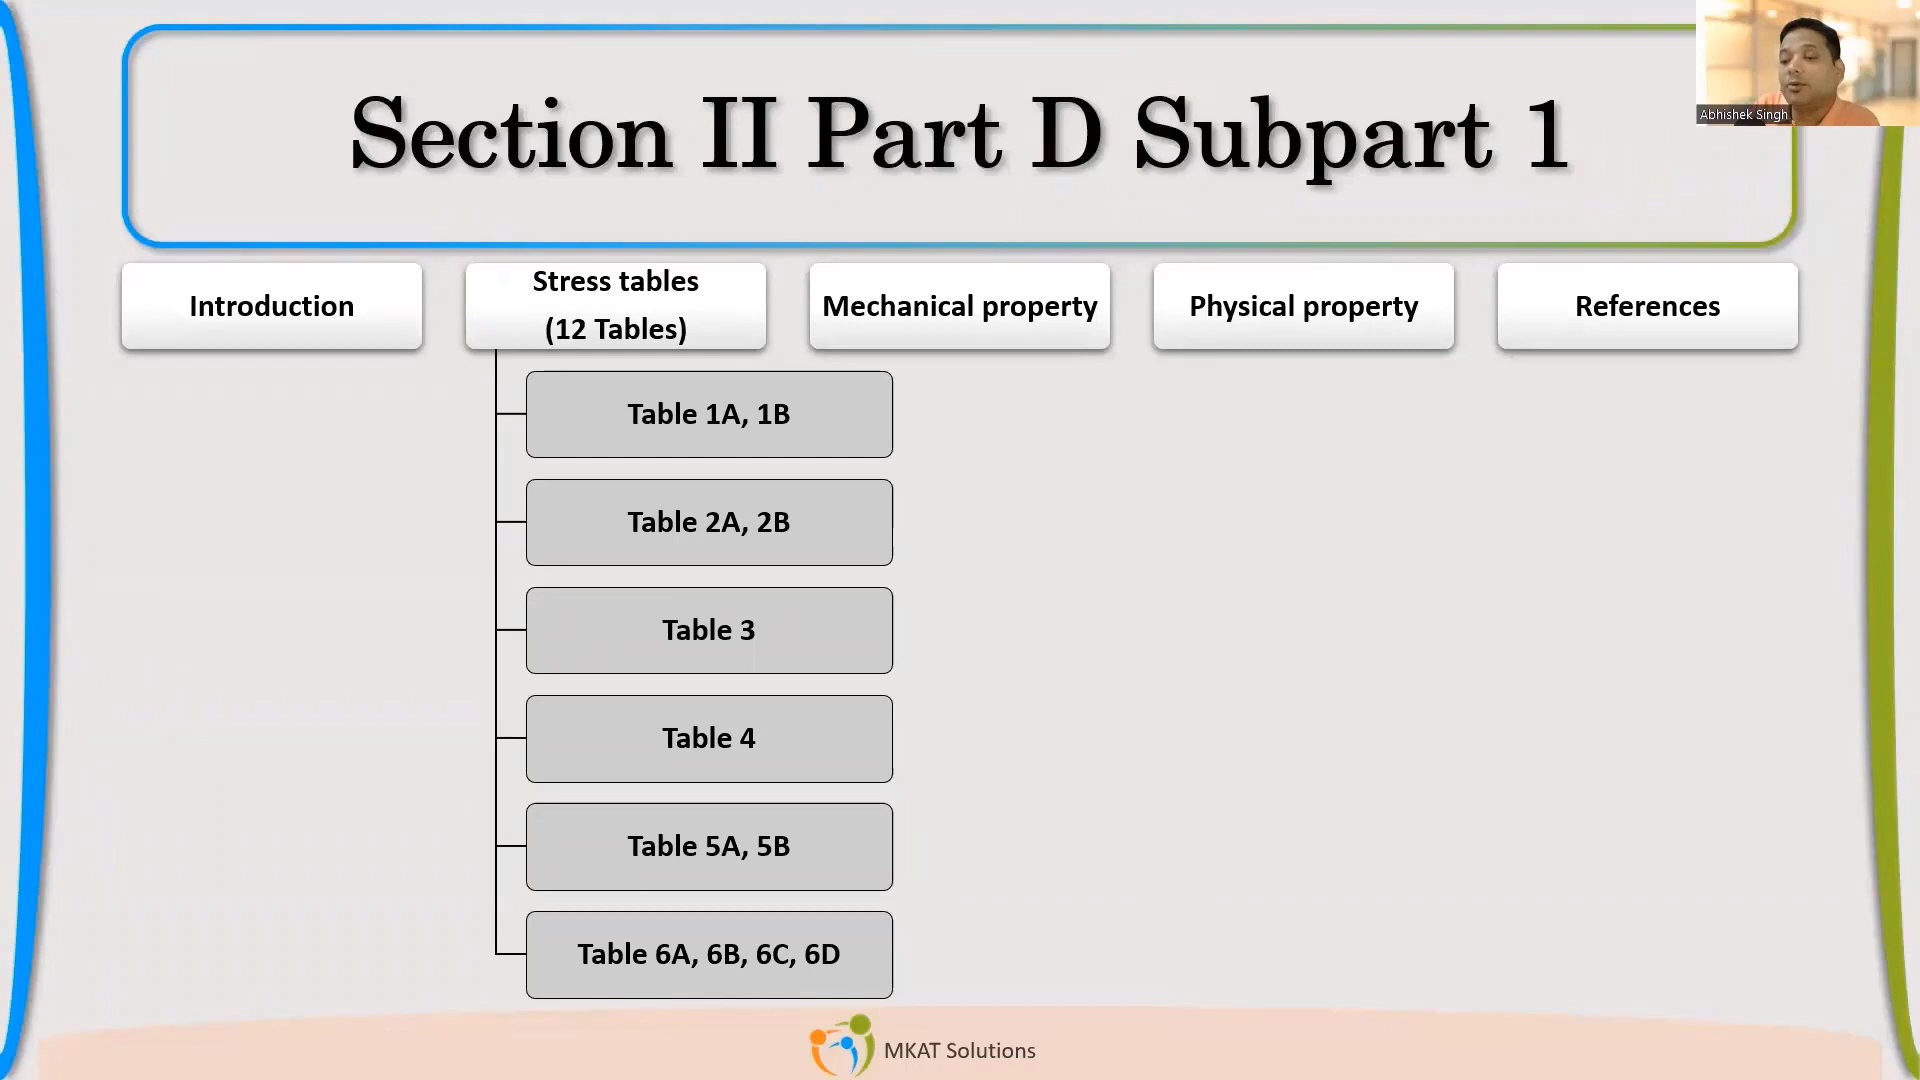 Section II Part D Subpart 1
Abhishek Singh
Introduction
Stress tables
(12 Tables)
Mechanical property
Physical property
References
Table 1A, 1B
Table 2A, 2B
Table 3
Table 4
Table 5A, 5B
Table 6A, 6B, 6C, 6D
MKAT Solutions